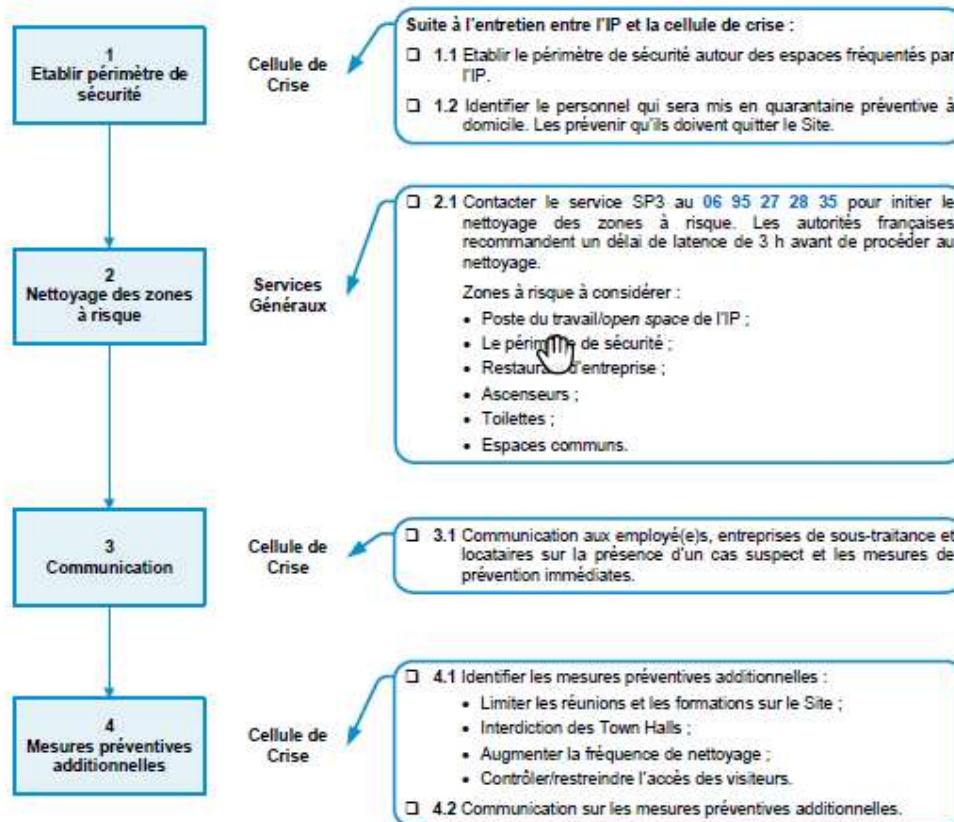 1
Etablir périmètre de
sécurité
Cellule de
Crise
Suite à l'entretien entre l'IP et la cellule de crise :
1.1 Etablir le périmètre de sécurité autour des espaces fréquentés par
l'IP.
1.2 Identifier le personnel qui sera mis en quarantaine préventive à
domicile. Les prévenir qu'ils doivent quitter le Site.
2
Nettoyage des zones
à risque
Services
Généraux
2.1 Contacter le service SP3 au 06 95 27 28 35 pour initier le
nettoyage des zones à risque. Les autorités françaises
recommandent un délai de latence de 3 h avant de procéder au
nettoyage.
Zones à risque à considérer :
• Poste du travail/open space de l'IP ;
• Le périmètre de sécurité ;
• Restaurant d'entreprise ;
• Ascenseurs ;
• Toilettes ;
• Espaces communs.
3
Communication
Cellule de
Crise
3.1 Communication aux employé(e)s, entreprises de sous-traitance et
locataires sur la présence d'un cas suspect et les mesures de
prévention immédiates.
4
Mesures préventives
additionnelles
Cellule de
Crise
4.1 Identifier les mesures préventives additionnelles :
• Limiter les réunions et les formations sur le Site ;
• Interdiction des Town Halls ;
• Augmenter la fréquence de nettoyage ;
• Contrôler/restreindre l'accès des visiteurs.
4.2 Communication sur les mesures préventives additionnelles.